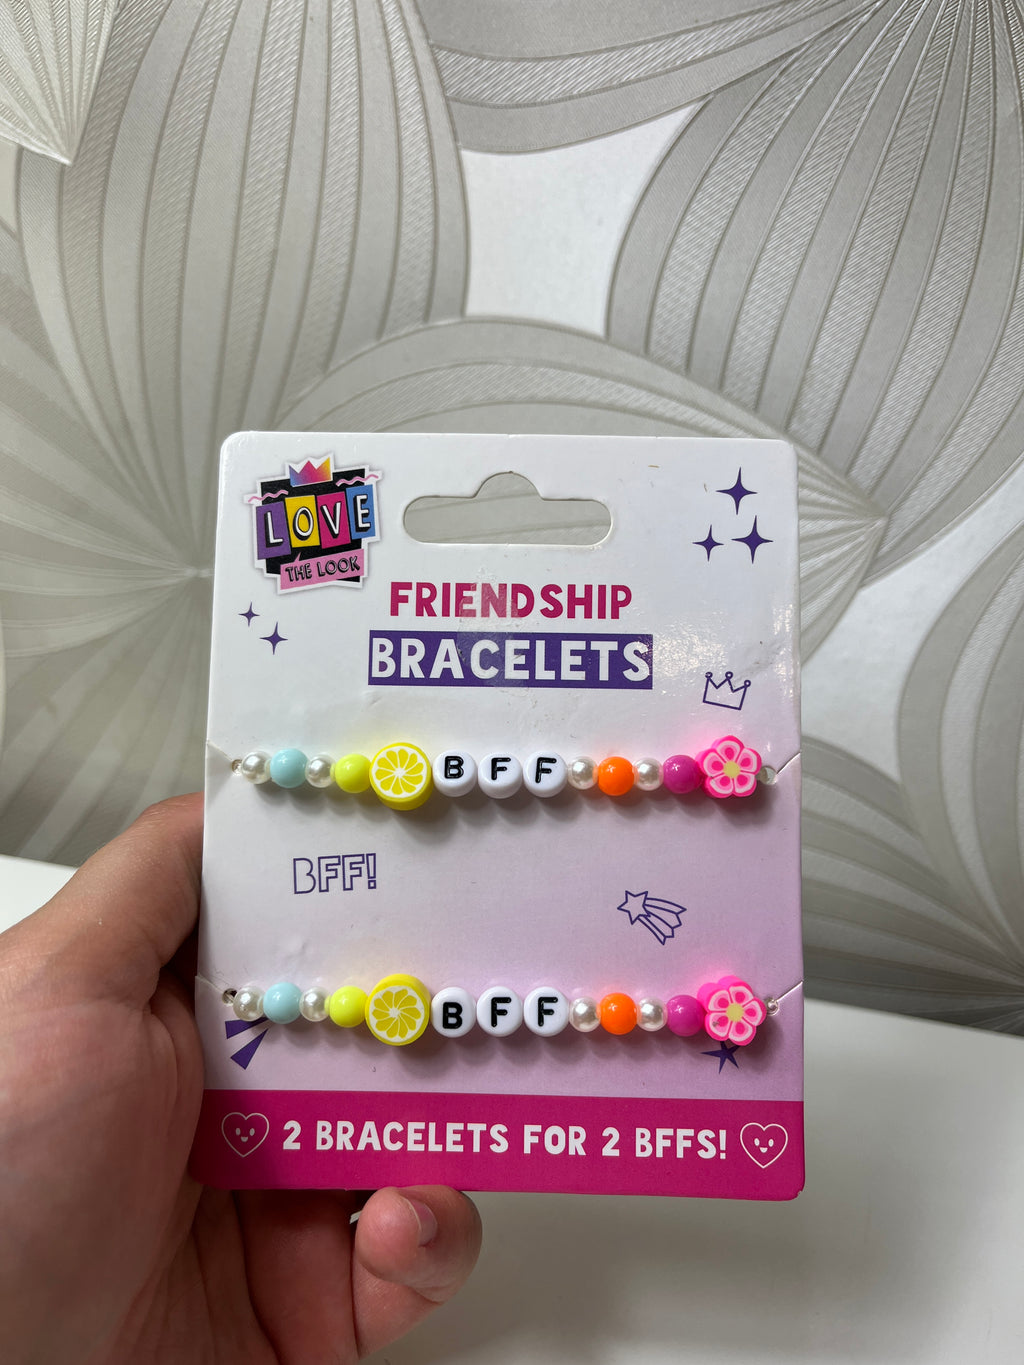 LOVE
THE LOOK
FRIENDSHIP
BRACELETS
BFF
BFF!
BFF
2 BRACELETS FOR 2 BFFS!